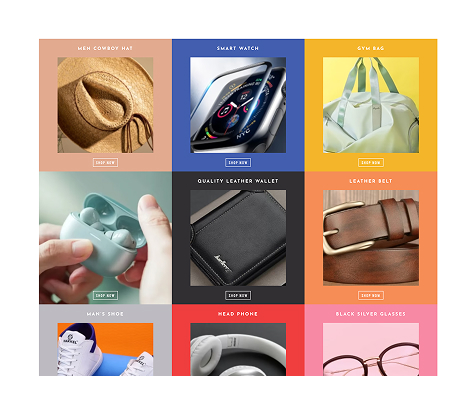 MEN COWBOY HAT
SMART WATCH
GYM BAG
NYC
SHOP NOW
SHOP NOW
SHOP NOW
QUALITY LEATHER WALLET
LEATHER BELT
SHOP NOW
SHOP NOW
SHOP NOW
MAN'S SHOE
HEAD PHONE
BLACK SILVER GLASSES